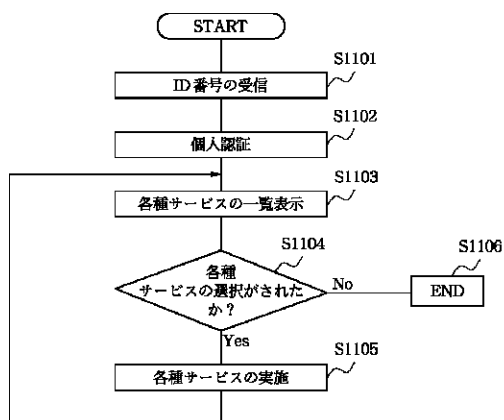 START
S1101
ID番号の受信
S1102
個人認証
S1103
各種サービスの一覧表示
S1104
各種
サービスの選択がされた
か？
No
S1106
END
Yes
S1105
各種サービスの実施